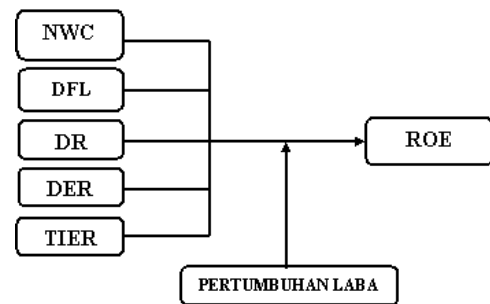 NWC
DFL
DR
DER
TIER
ROE
PERTUMBUHAN LABA